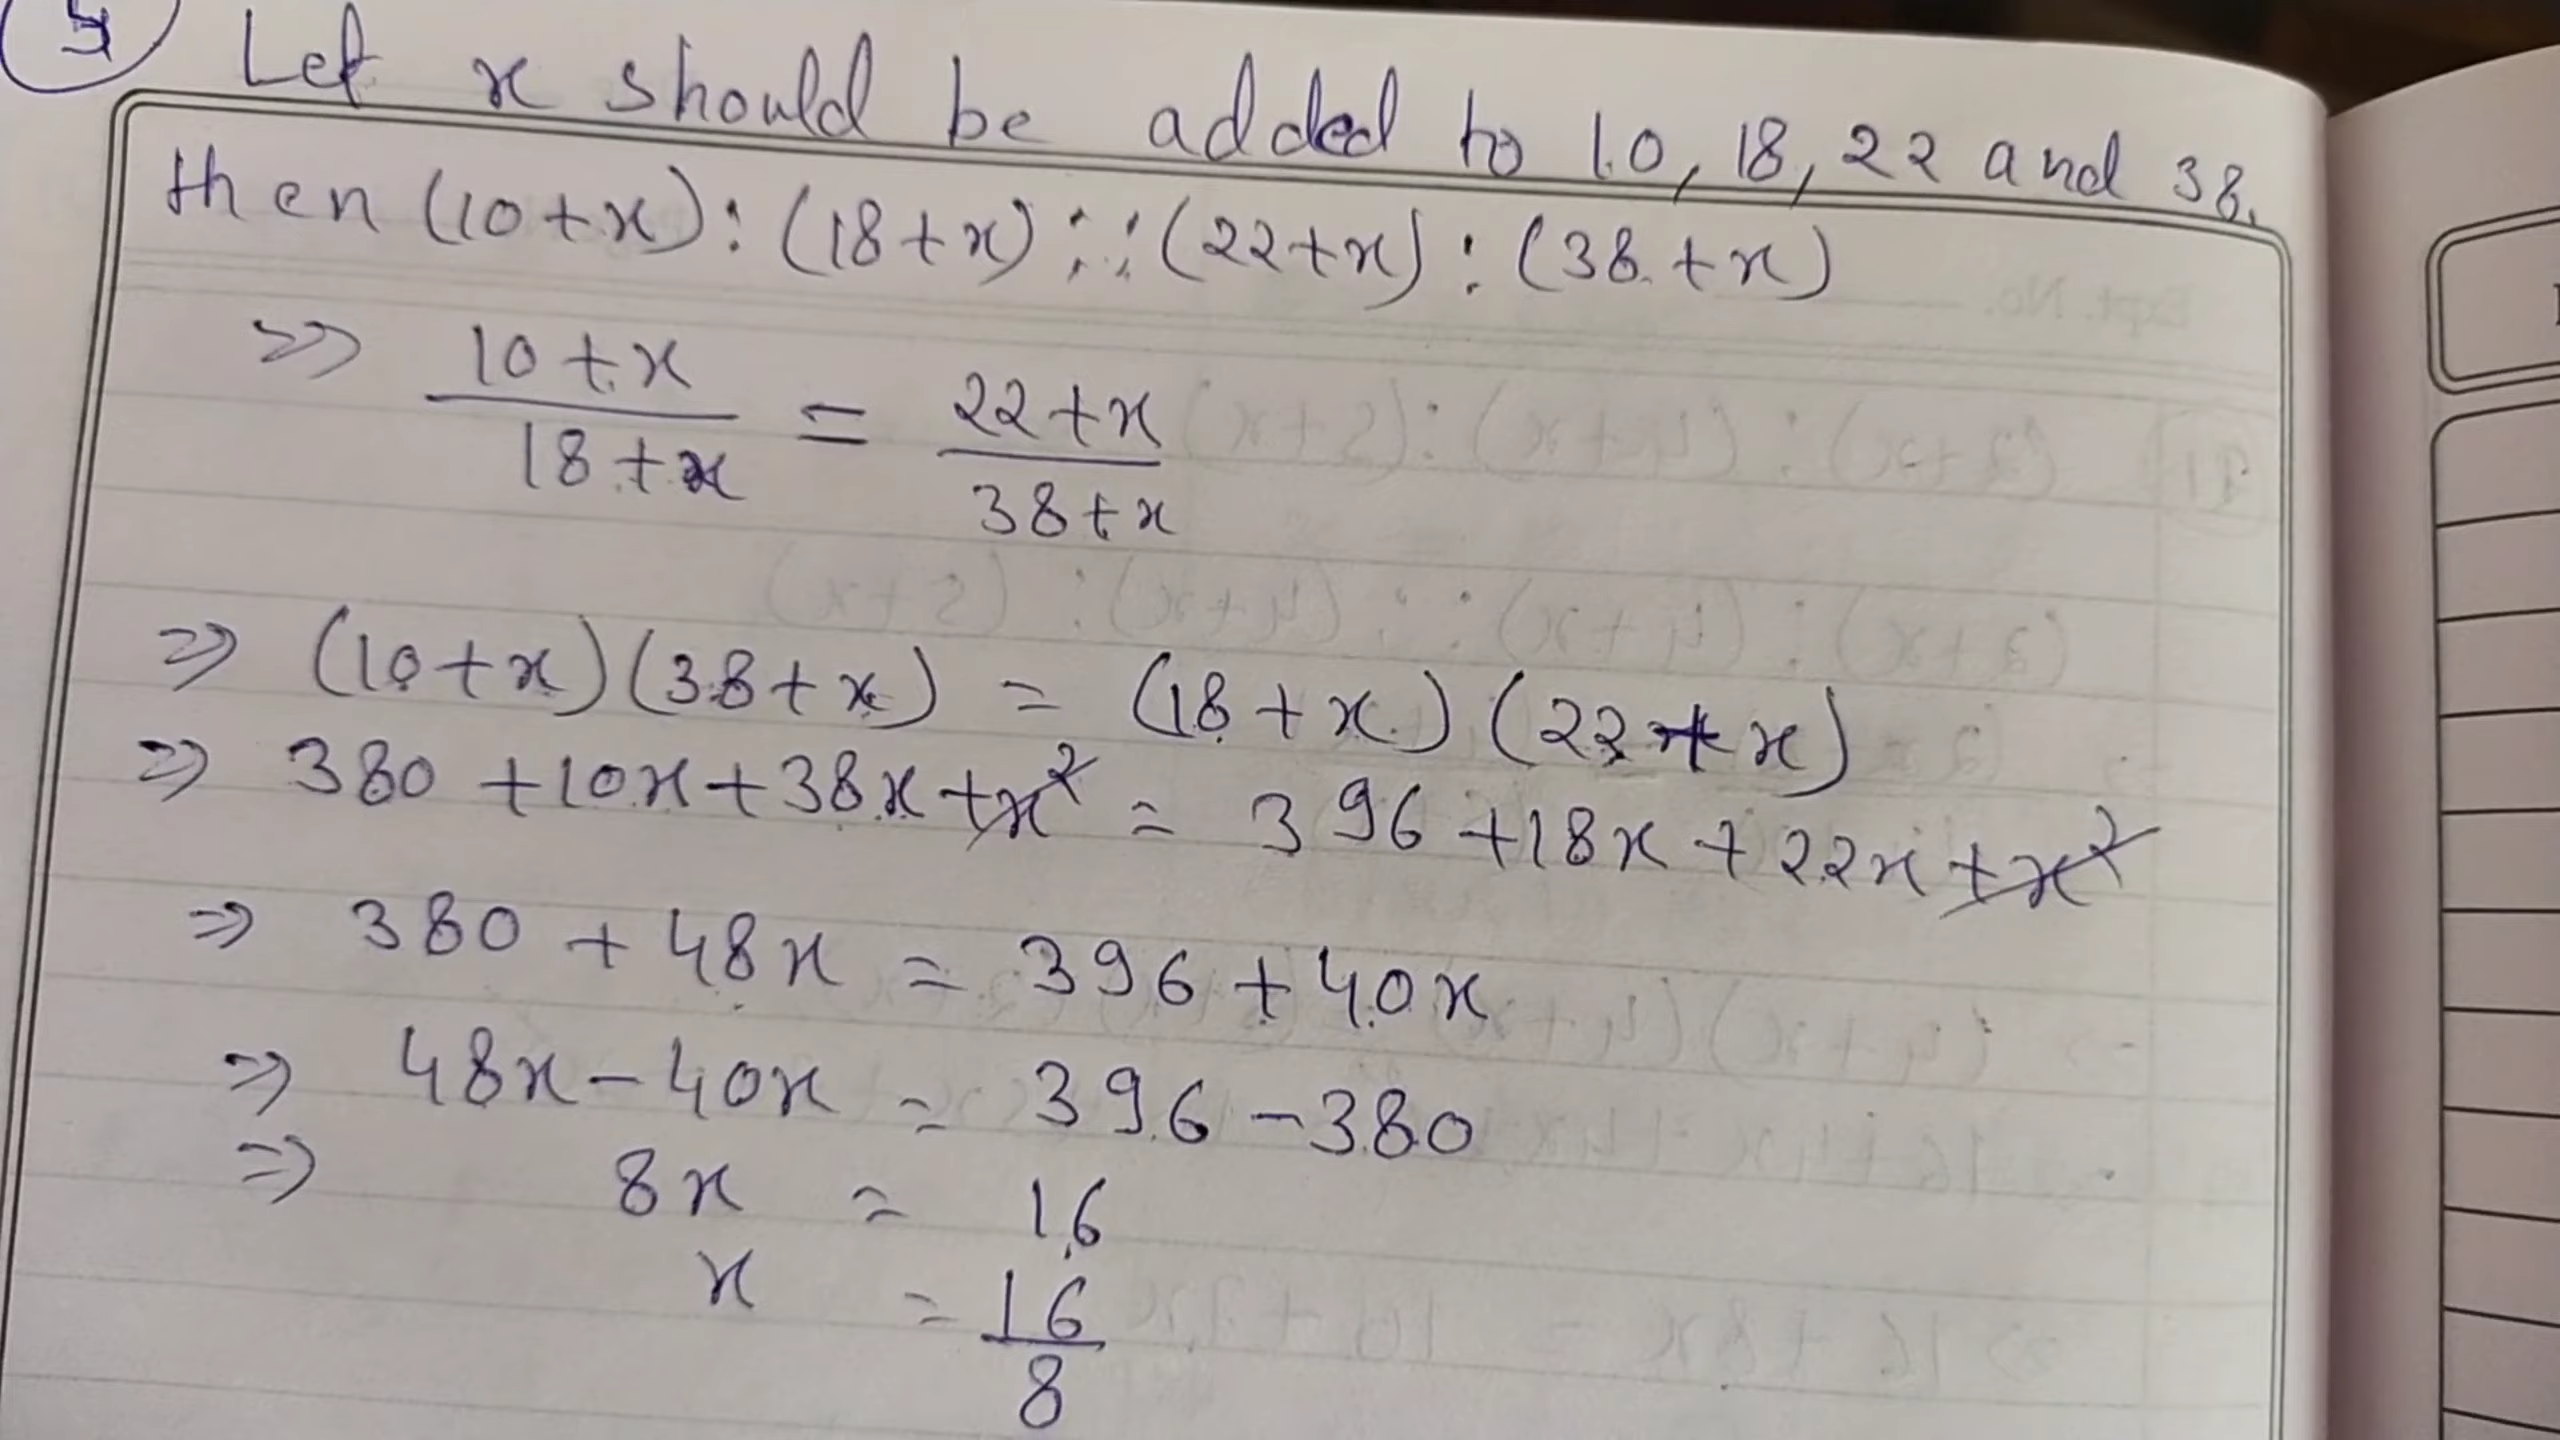 5 Let x should be added to 10, 18, 22 and 38.
then (10+x) : (18+x) :: (22+x) : (38+x)
⇒ 10+x / 18+x = 22+x / 38+x
⇒ (10+x)(38+x) = (18+x)(22+x)
⇒ 380 + 10x + 38x + x² = 396 + 18x + 22x + x²
⇒ 380 + 48x = 396 + 40x
⇒ 48x - 40x = 396 - 380
⇒ 8x = 16
x = 16 / 8
Expt. No.